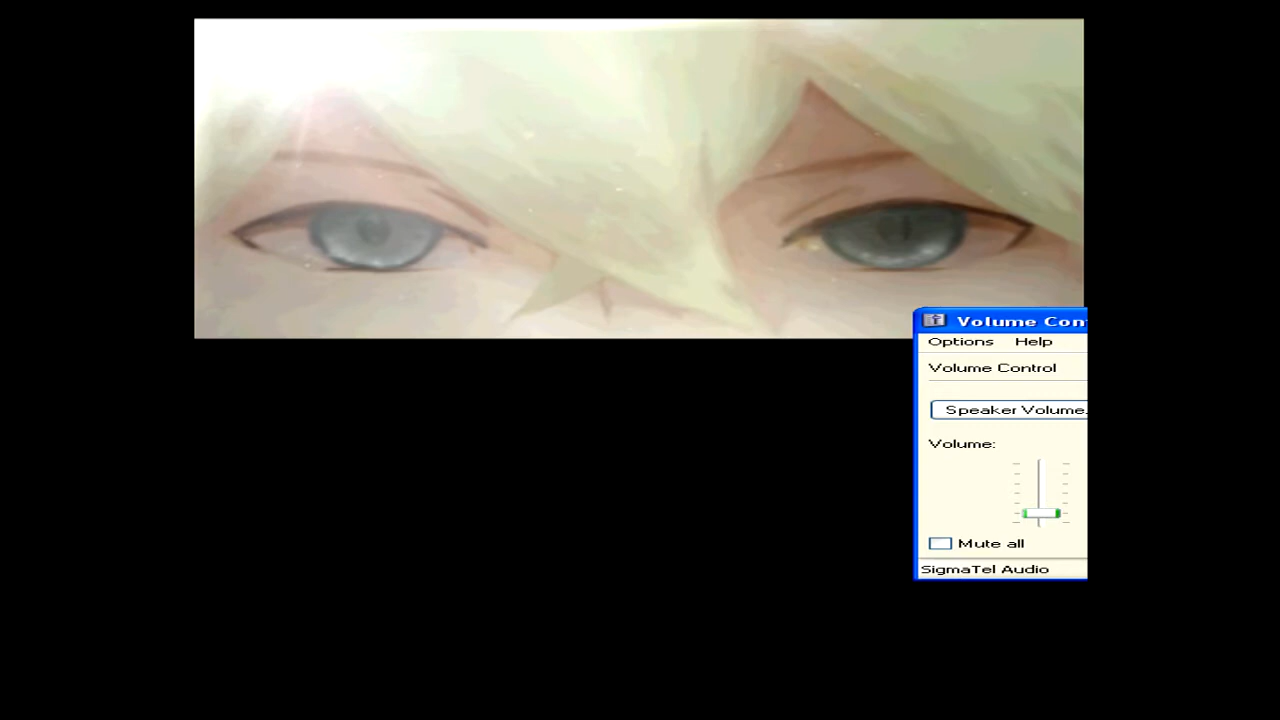 Volume Con
Options Help
Volume Control
Speaker Volume.
Volume:
Mute all
SigmaTel Audio